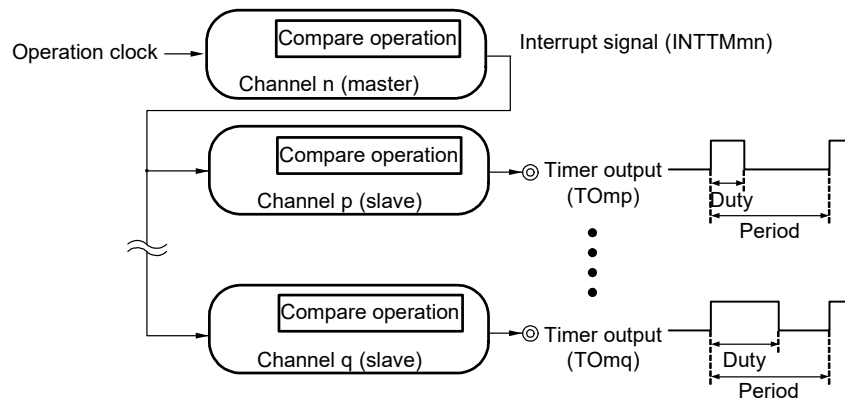 Compare operation
Operation clock
Interrupt signal (INTTMmn)
Channel n (master)
Compare operation
Channel p (slave)
Timer output
(TOmp)
Duty
Period
Compare operation
Channel q (slave)
Timer output
(TOmq)
Duty
Period